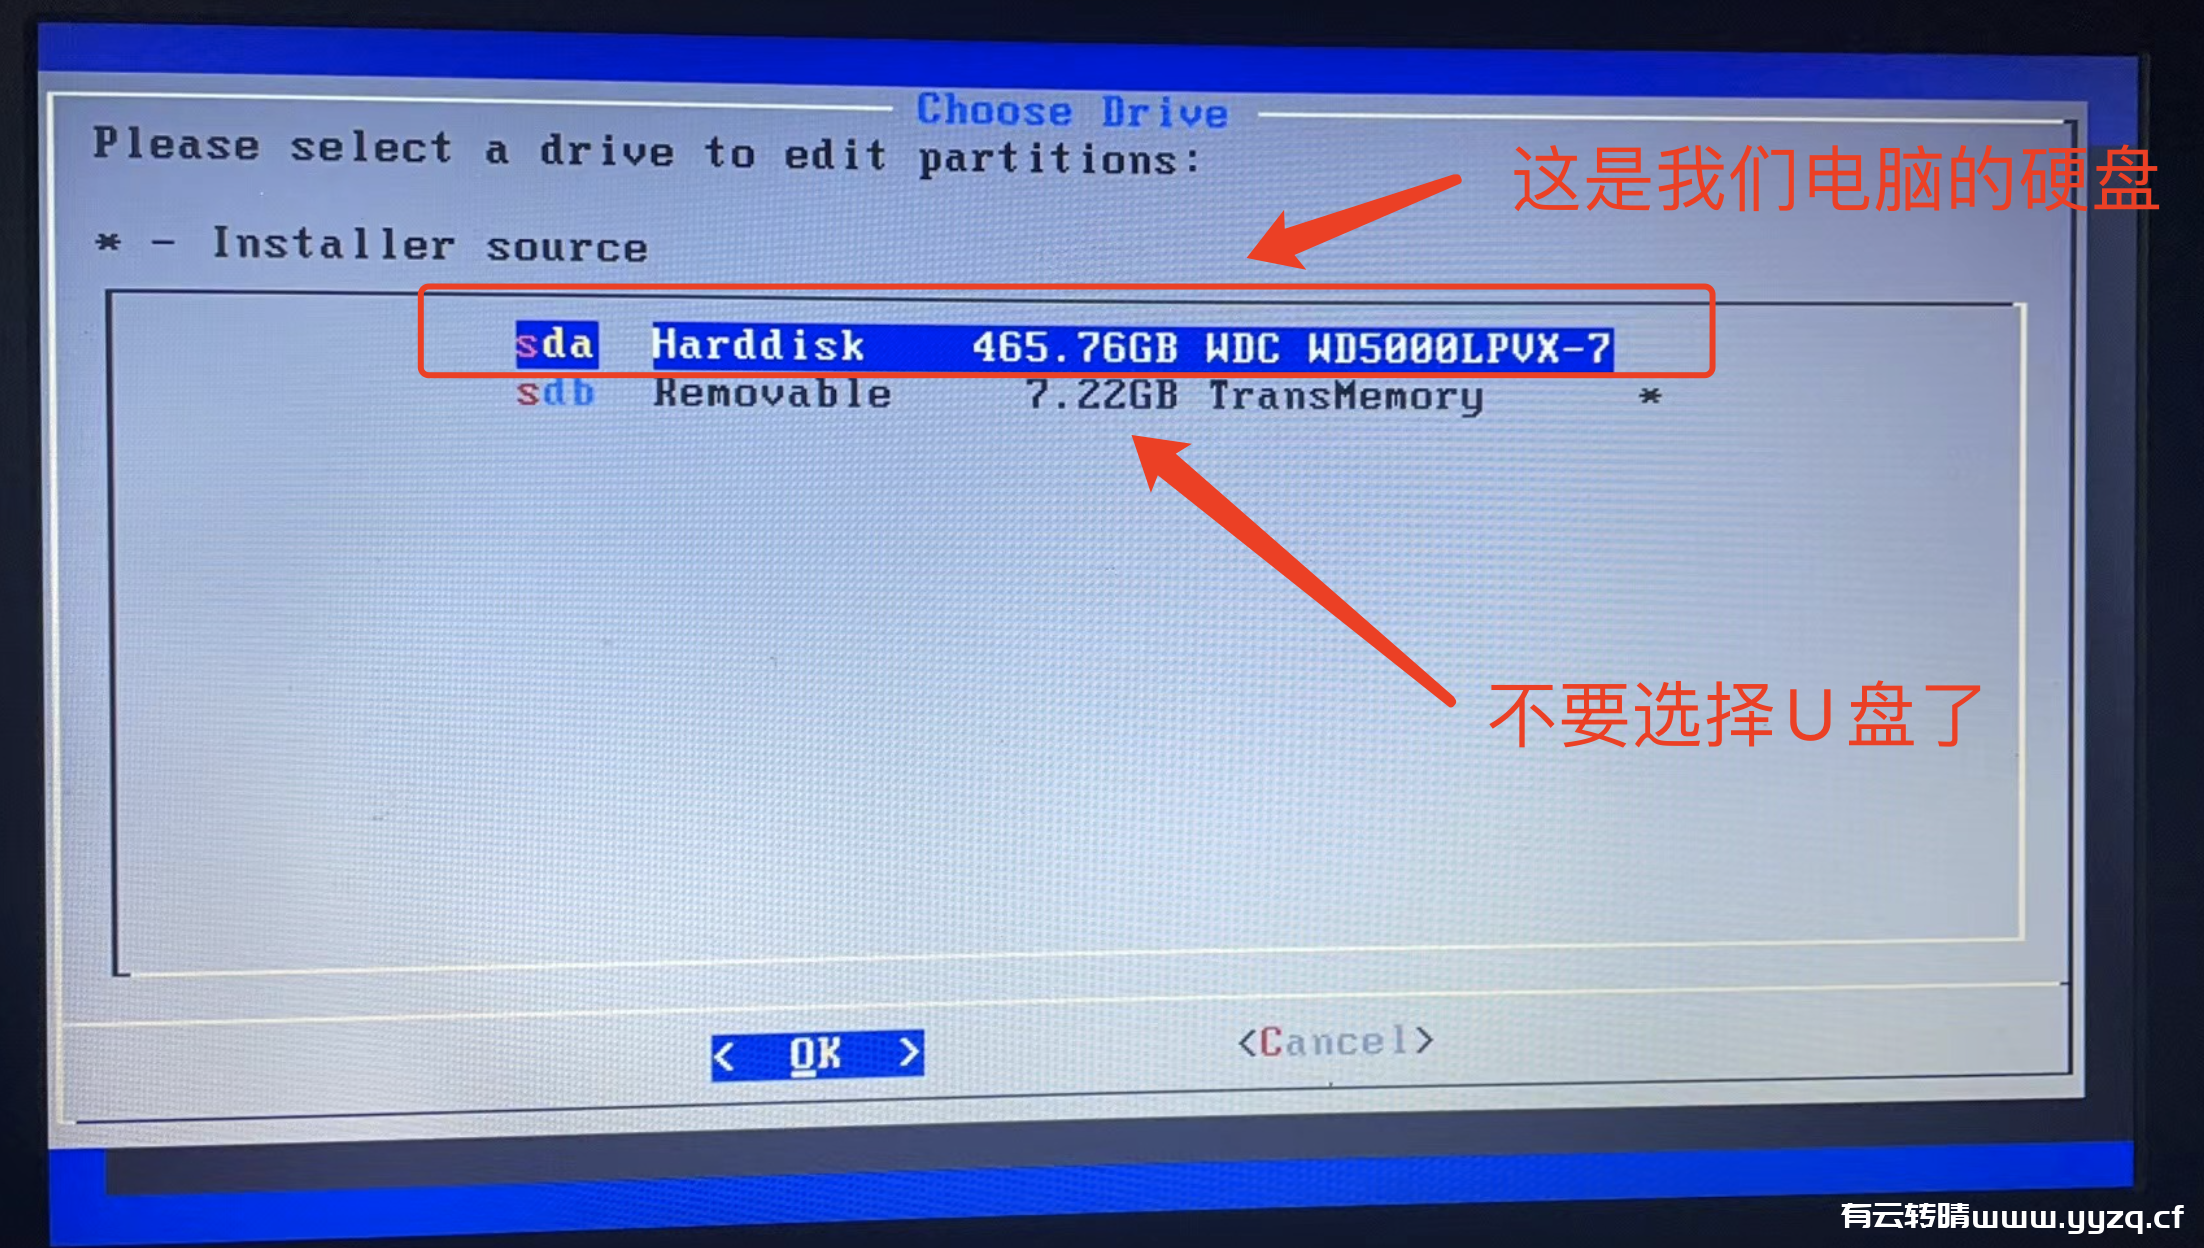 Choose Drive
Please select a drive to edit partitions:
这是我们电脑的硬盘
* - Installer source
sda Harddisk 465.76GB WDC WD5000LPVX-7
sdb Removable 7.22GB TransMemory *
不要选择U盘了
< OK > <Cancel>
有云转晴www.yyzq.cf